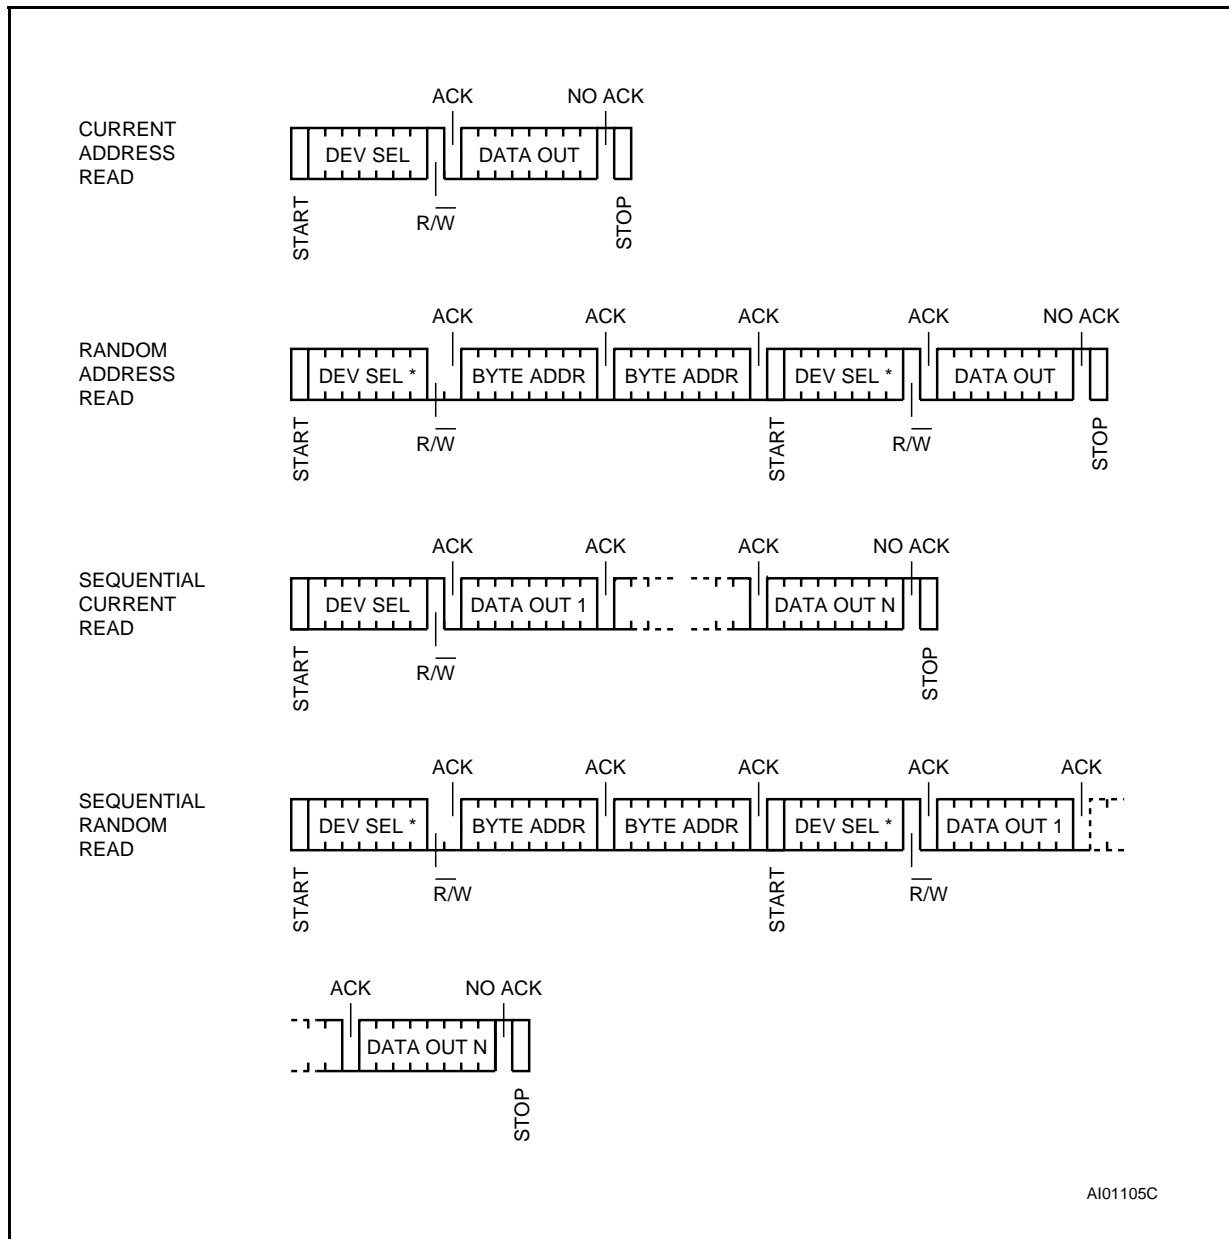 ACK NO ACK
CURRENT
ADDRESS
READ
DEV SEL DATA OUT
START R/W̅ STOP
ACK ACK ACK ACK NO ACK
RANDOM
ADDRESS
READ
DEV SEL * BYTE ADDR BYTE ADDR DEV SEL * DATA OUT
START R/W̅ START R/W̅ STOP
ACK ACK ACK NO ACK
SEQUENTIAL
CURRENT
READ
DEV SEL DATA OUT 1 DATA OUT N
START R/W̅ STOP
ACK ACK ACK ACK ACK
SEQUENTIAL
RANDOM
READ
DEV SEL * BYTE ADDR BYTE ADDR DEV SEL * DATA OUT 1
START R̅/W START R̅/W
ACK NO ACK
DATA OUT N
STOP
AI01105C